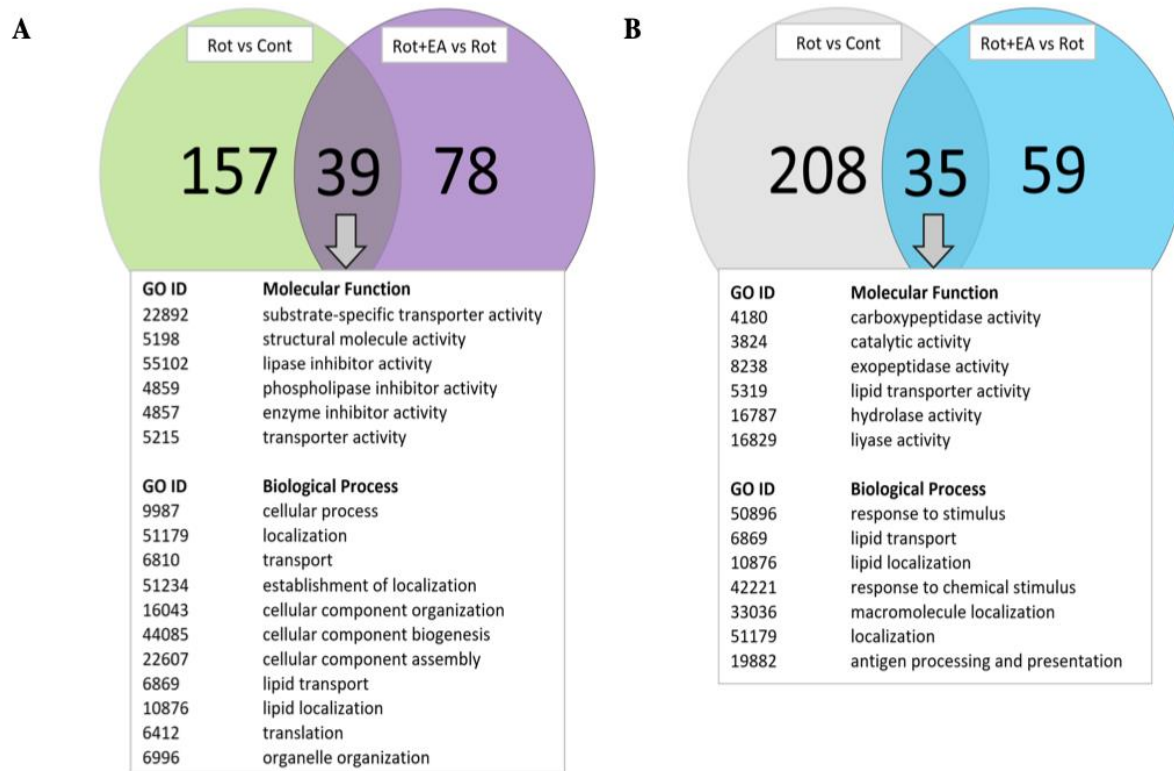 A
Rot vs Cont
Rot+EA vs Rot
157
39
78
GO ID Molecular Function
22892 substrate-specific transporter activity
5198 structural molecule activity
55102 lipase inhibitor activity
4859 phospholipase inhibitor activity
4857 enzyme inhibitor activity
5215 transporter activity
GO ID Biological Process
9987 cellular process
51179 localization
6810 transport
51234 establishment of localization
16043 cellular component organization
44085 cellular component biogenesis
22607 cellular component assembly
6869 lipid transport
10876 lipid localization
6412 translation
6996 organelle organization
B
Rot vs Cont
Rot+EA vs Rot
208
35
59
GO ID Molecular Function
4180 carboxypeptidase activity
3824 catalytic activity
8238 exopeptidase activity
5319 lipid transporter activity
16787 hydrolase activity
16829 liyase activity
GO ID Biological Process
50896 response to stimulus
6869 lipid transport
10876 lipid localization
42221 response to chemical stimulus
33036 macromolecule localization
51179 localization
19882 antigen processing and presentation